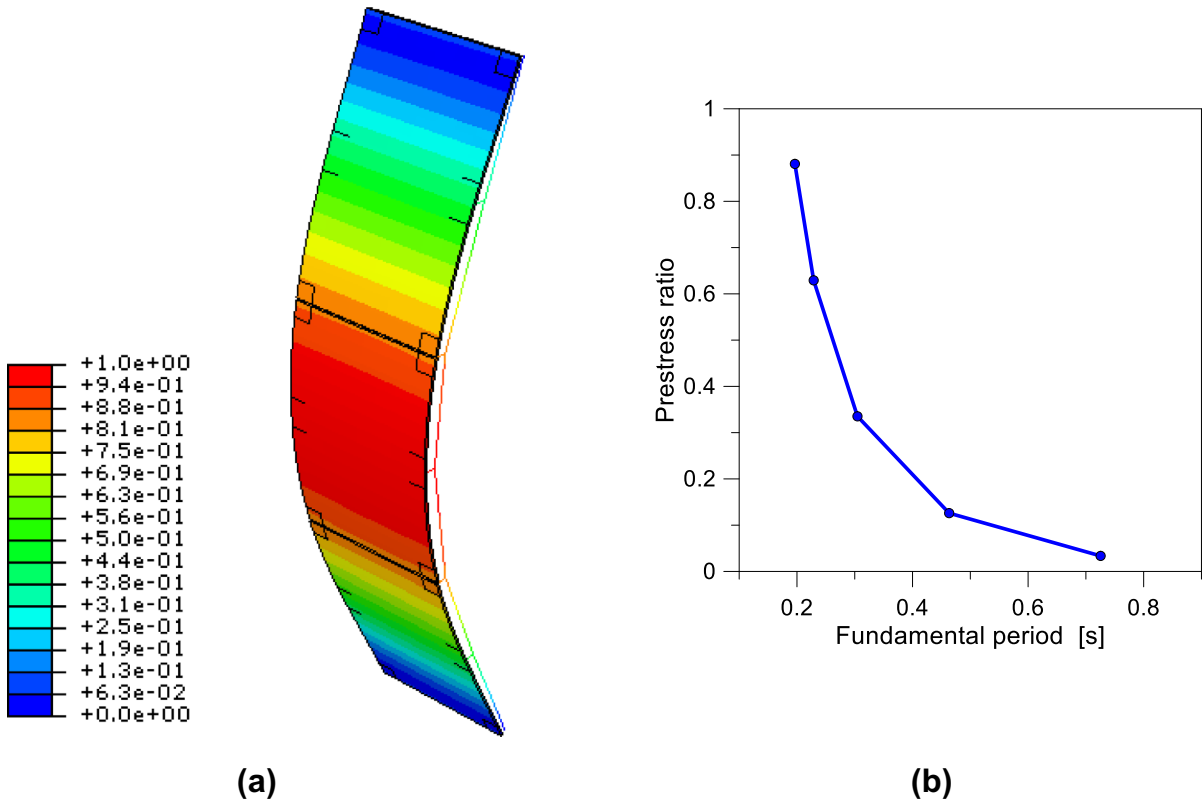 +1.0e+00
+9.4e-01
+8.8e-01
+8.1e-01
+7.5e-01
+6.9e-01
+6.3e-01
+5.6e-01
+5.0e-01
+4.4e-01
+3.8e-01
+3.1e-01
+2.5e-01
+1.9e-01
+1.3e-01
+6.3e-02
+0.0e+00
(a)
Prestress ratio
1
0.8
0.6
0.4
0.2
0
0.2 0.4 0.6 0.8
Fundamental period [s]
(b)